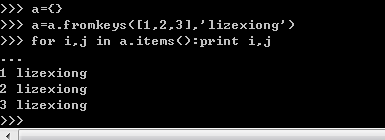 >>> a={}
>>> a=a.fromkeys([1,2,3],'lizexiong')
>>> for i,j in a.items():print i,j
...
1 lizexiong
2 lizexiong
3 lizexiong
>>>